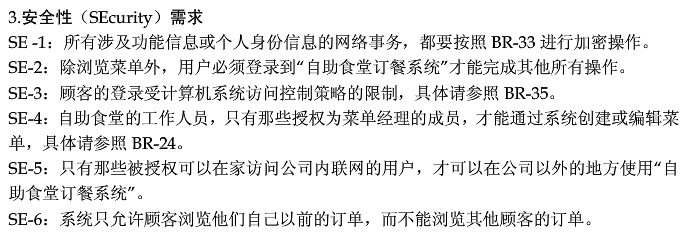 3.安全性（SEcurity）需求
SE -1：所有涉及功能信息或个人身份信息的网络事务，都要按照 BR-33 进行加密操作。
SE-2：除浏览菜单外，用户必须登录到“自助食堂订餐系统”才能完成其他所有操作。
SE-3：顾客的登录受计算机系统访问控制策略的限制，具体请参照 BR-35。
SE-4：自助食堂的工作人员，只有那些授权为菜单经理的成员，才能通过系统创建或编辑菜
单，具体请参照 BR-24。
SE-5：只有那些被授权可以在家访问公司内联网的用户，才可以在公司以外的地方使用“自
助食堂订餐系统”。
SE-6：系统只允许顾客浏览他们自己以前的订单，而不能浏览其他顾客的订单。